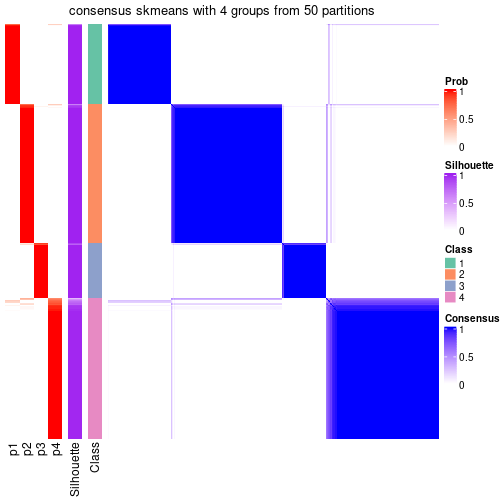 consensus skmeans with 4 groups from 50 partitions
Prob
1
0.5
0
Silhouette
1
0.5
0
Class
1
2
3
4
Consensus
1
0.5
0
p1
p2
p3
p4
Silhouette
Class